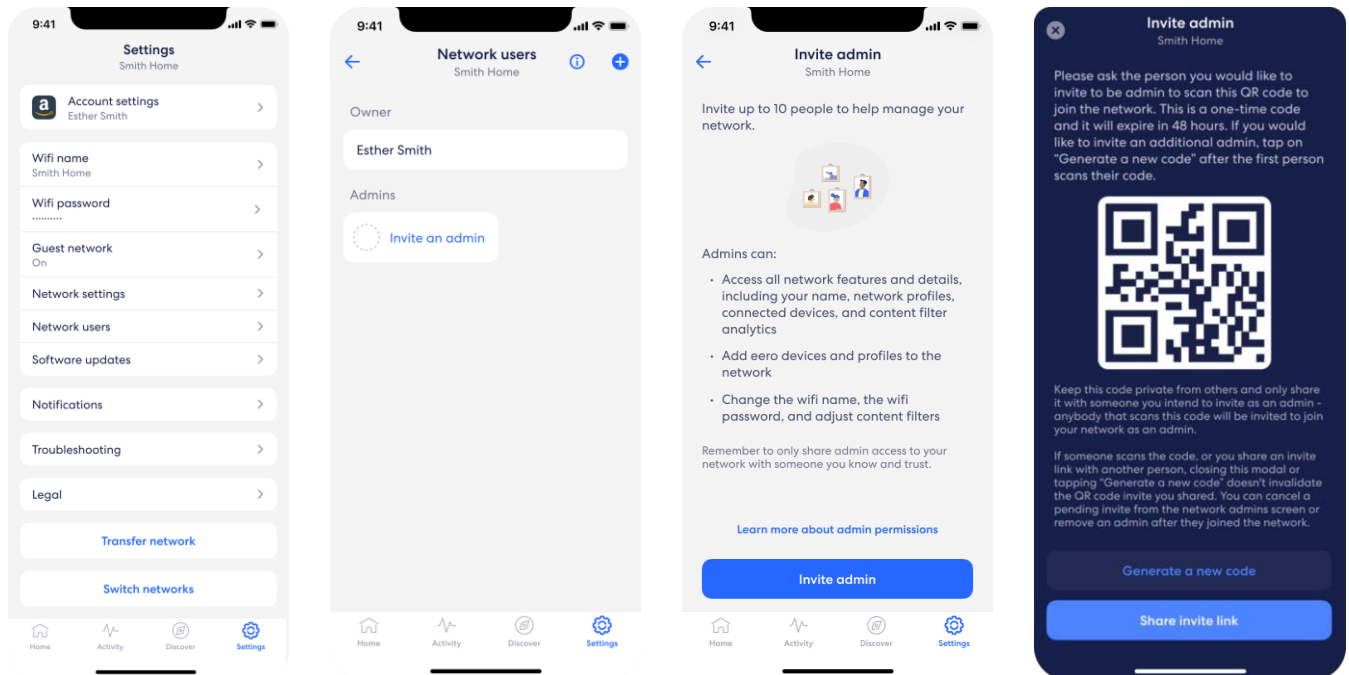 9:41
Settings
Smith Home
a
Account settings
Esther Smith
Wifi name
Smith Home
Wifi password
··········
Guest network
On
Network settings
Network users
Software updates
Notifications
Troubleshooting
Legal
Transfer network
Switch networks
Home
Activity
Discover
Settings
9:41
Network users
Smith Home
Owner
Esther Smith
Admins
Invite an admin
Home
Activity
Discover
Settings
9:41
Invite admin
Smith Home
Invite up to 10 people to help manage your
network.
Admins can:
· Access all network features and details,
including your name, network profiles,
connected devices, and content filter
analytics
· Add eero devices and profiles to the
network
· Change the wifi name, the wifi
password, and adjust content filters
Remember to only share admin access to your
network with someone you know and trust.
Learn more about admin permissions
Invite admin
Home
Activity
Discover
Settings
Invite admin
Smith Home
Please ask the person you would like to
invite to be admin to scan this QR code to
join the network. This is a one-time code
and it will expire in 48 hours. If you would
like to invite an additional admin, tap on
"Generate a new code" after the first person
scans their code.
Keep this code private from others and only share
it with someone you intend to invite as an admin -
anybody that scans this code will be invited to join
your network as an admin.
If someone scans the code, or you share an invite
link with another person, closing this modal or
tapping "Generate a new code" doesn't invalidate
the QR code invite you shared. You can cancel a
pending invite from the network admins screen or
remove an admin after they joined the network.
Generate a new code
Share invite link